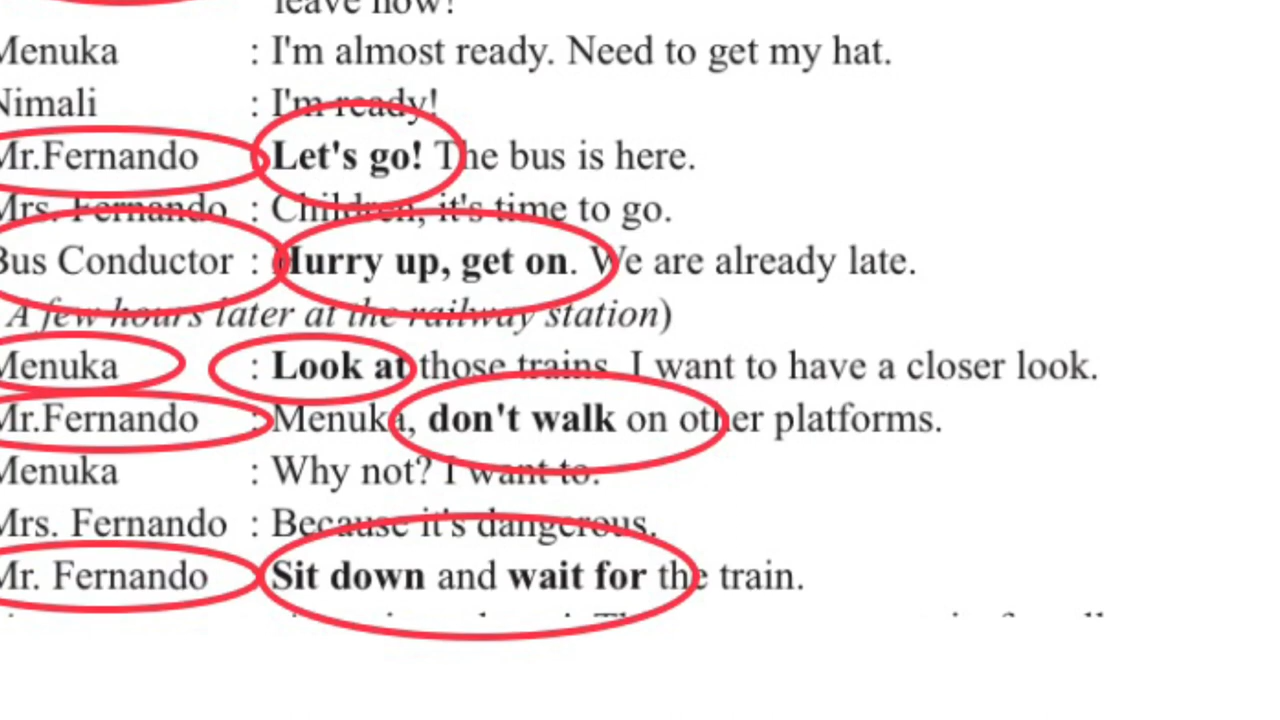 leave now!
Menuka : I'm almost ready. Need to get my hat.
Nimali : I'm ready!
Mr.Fernando : Let's go! The bus is here.
Mrs. Fernando : Children, it's time to go.
Bus Conductor : Hurry up, get on. We are already late.
A few hours later at the railway station)
Menuka : Look at those trains. I want to have a closer look.
Mr.Fernando : Menuka, don't walk on other platforms.
Menuka : Why not? I want to.
Mrs. Fernando : Because it's dangerous.
Mr. Fernando Sit down and wait for the train.